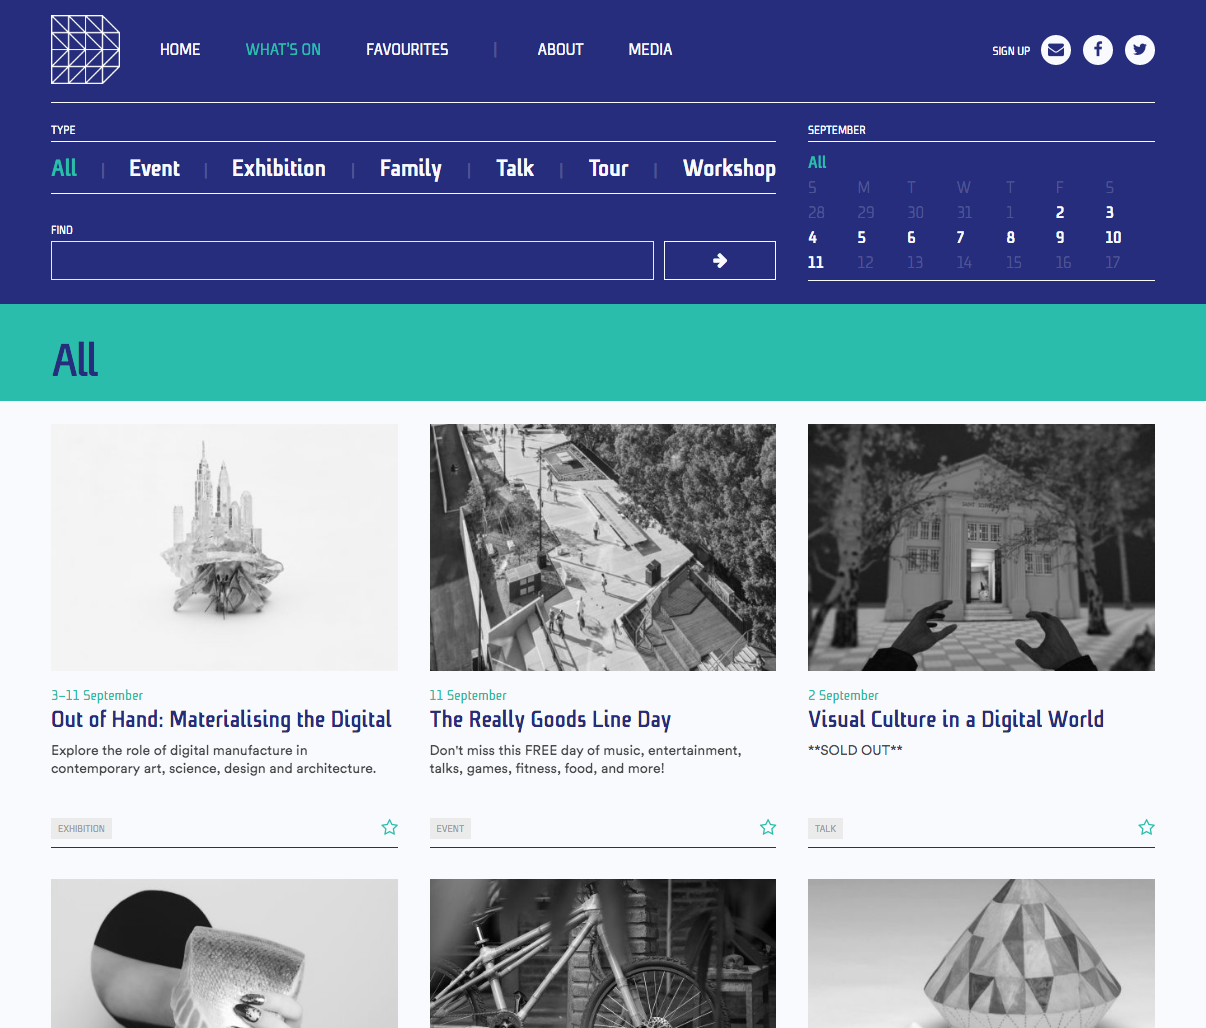 HOME WHAT'S ON FAVOURITES | ABOUT MEDIA SIGN UP
TYPE
All | Event | Exhibition | Family | Talk | Tour | Workshop
FIND
SEPTEMBER
All
S M T W T F S
28 29 30 31 1 2 3
4 5 6 7 8 9 10
11 12 13 14 15 16 17
All
3–11 September
Out of Hand: Materialising the Digital
Explore the role of digital manufacture in
contemporary art, science, design and architecture.
EXHIBITION
11 September
The Really Goods Line Day
Don't miss this FREE day of music, entertainment,
talks, games, fitness, food, and more!
EVENT
2 September
Visual Culture in a Digital World
**SOLD OUT**
TALK